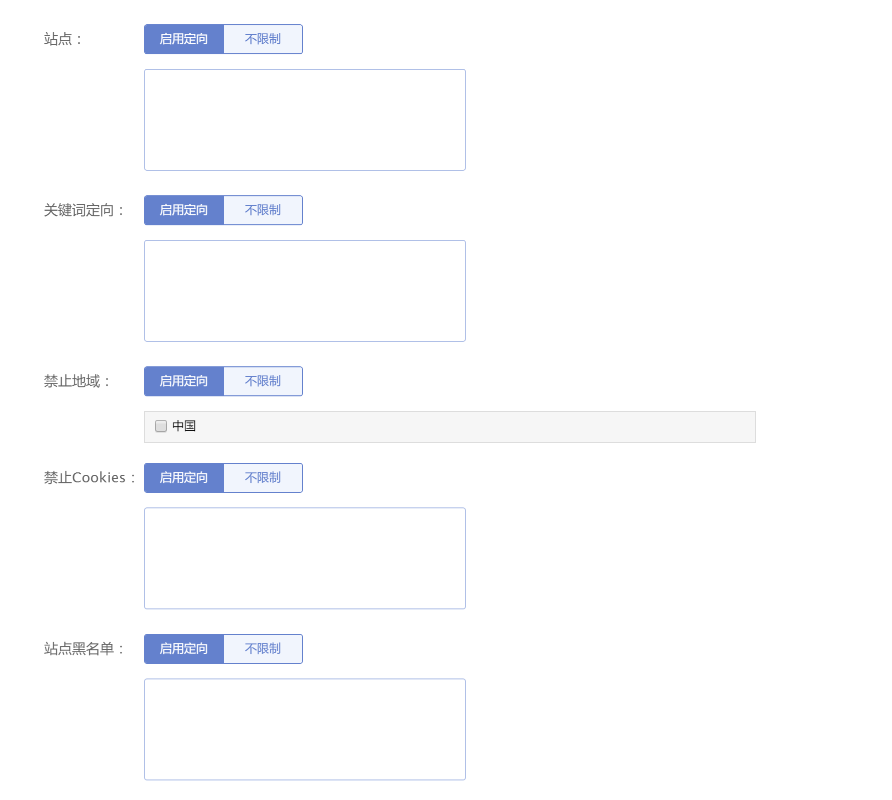 站点： 启用定向 不限制
关键词定向： 启用定向 不限制
禁止地域： 启用定向 不限制
中国
禁止Cookies： 启用定向 不限制
站点黑名单： 启用定向 不限制